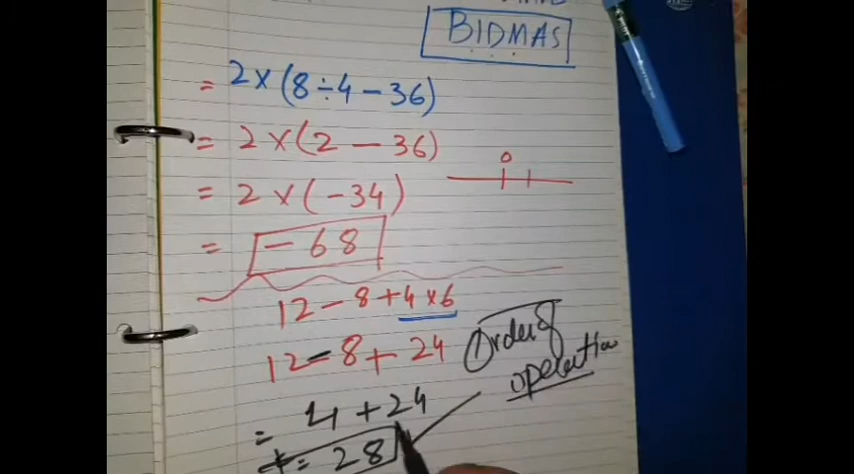 BIDMAS
= 2 × (8 ÷ 4 − 36)
= 2 × (2 − 36)
= 2 × (−34)
0
= −68
12 − 8 + 4 × 6
12 − 8 + 24
Order of
operation
= 4 + 24
= 28